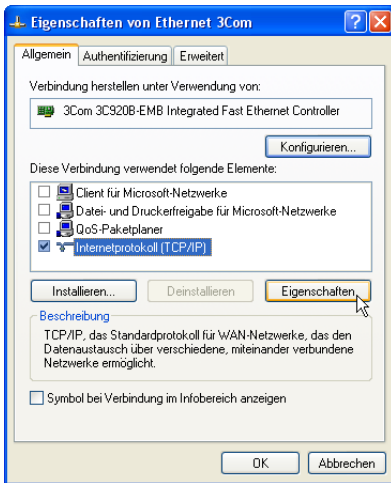 Eigenschaften von Ethernet 3Com
Allgemein Authentifizierung Erweitert
Verbindung herstellen unter Verwendung von:
3Com 3C920B-EMB Integrated Fast Ethernet Controller
Konfigurieren...
Diese Verbindung verwendet folgende Elemente:
Client für Microsoft-Netzwerke
Datei- und Druckerfreigabe für Microsoft-Netzwerke
QoS-Paketplaner
Internetprotokoll (TCP/IP)
Installieren... Deinstallieren Eigenschaften
Beschreibung
TCP/IP, das Standardprotokoll für WAN-Netzwerke, das den
Datenaustausch über verschiedene, miteinander verbundene
Netzwerke ermöglicht.
Symbol bei Verbindung im Infobereich anzeigen
OK Abbrechen